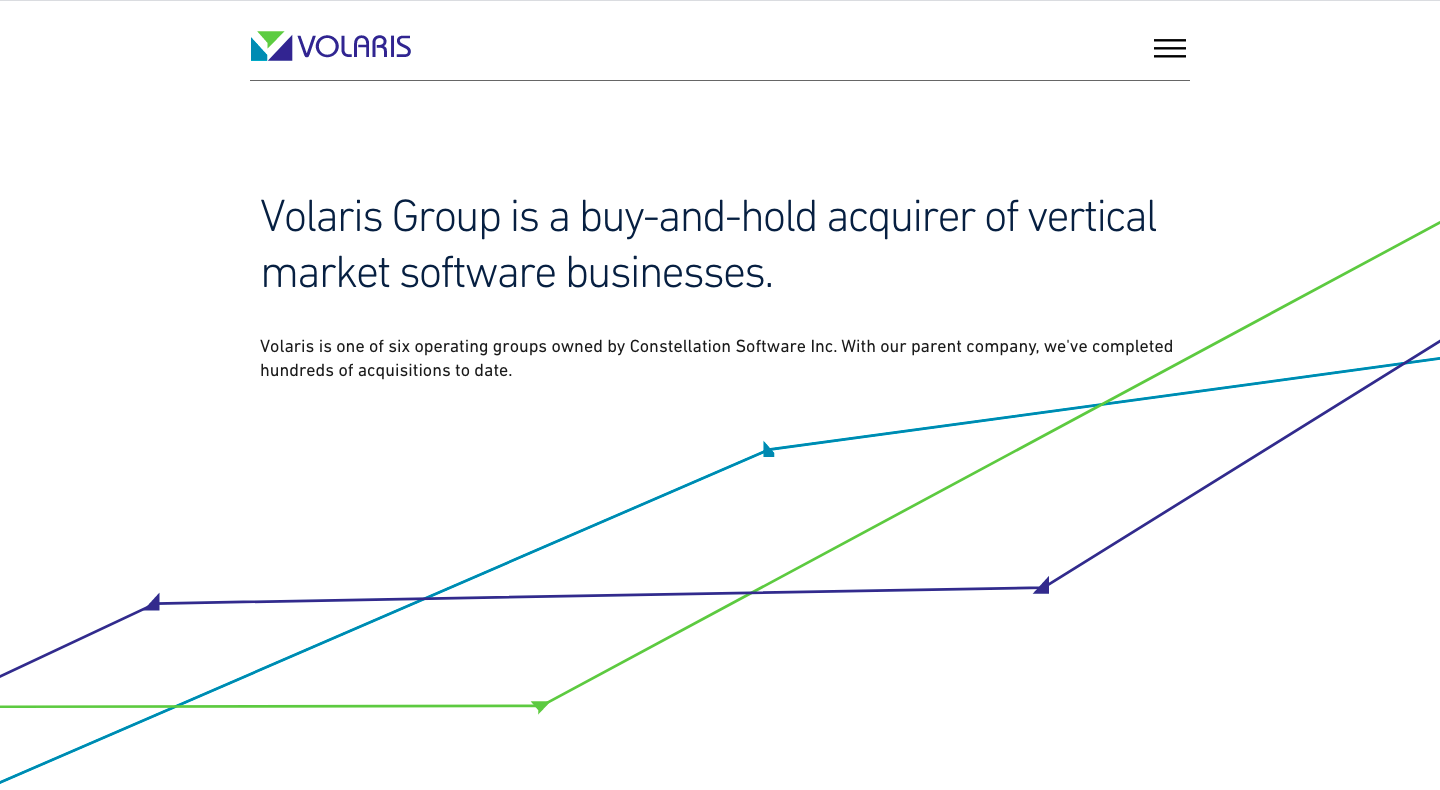 VOLARIS
Volaris Group is a buy-and-hold acquirer of vertical
market software businesses.
Volaris is one of six operating groups owned by Constellation Software Inc. With our parent company, we've completed
hundreds of acquisitions to date.